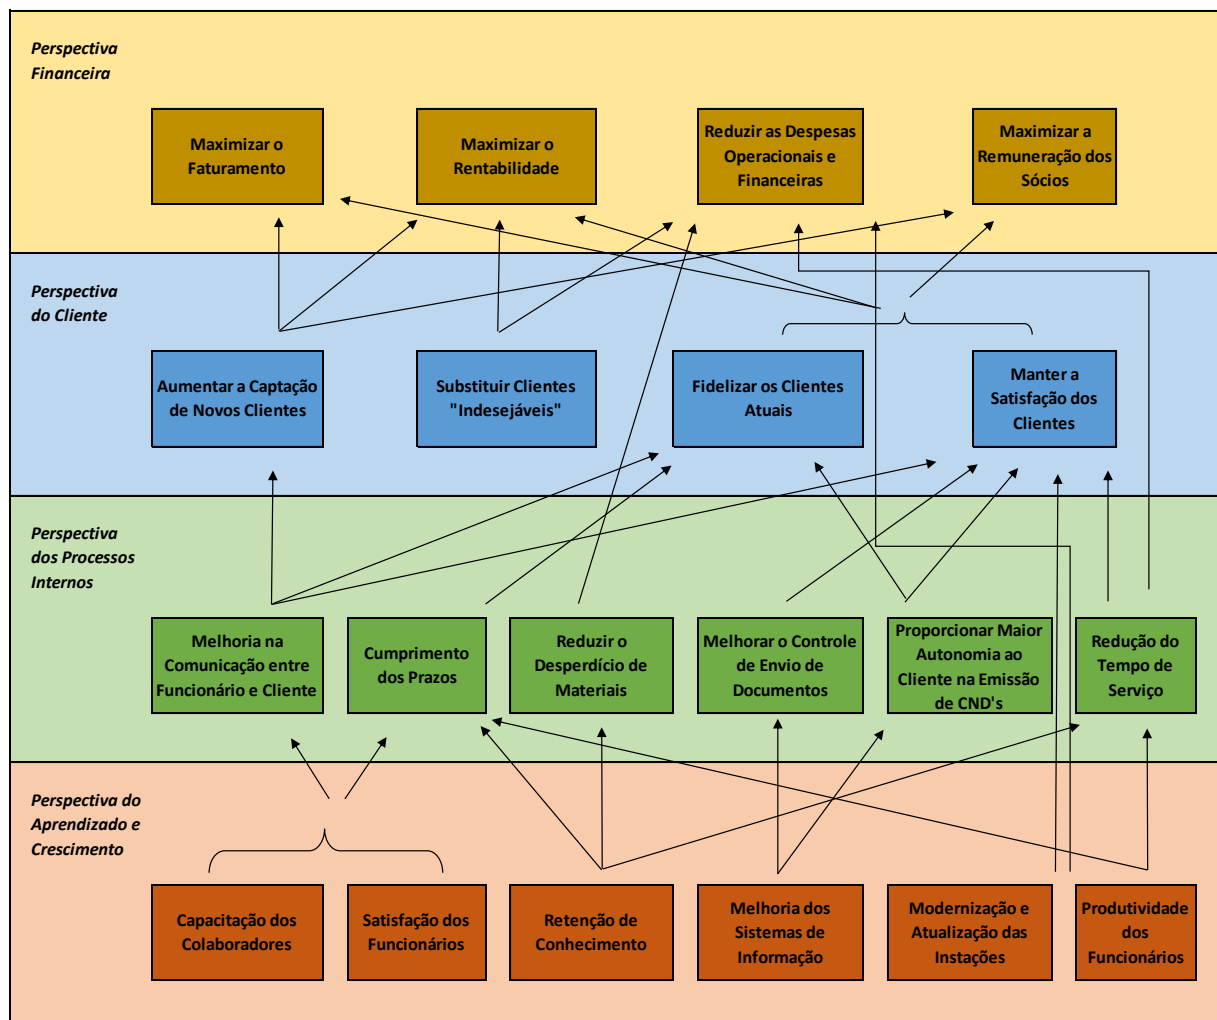 Perspectiva
Financeira
Maximizar o
Faturamento
Maximizar o
Rentabilidade
Reduzir as Despesas
Operacionais e
Financeiras
Maximizar a
Remuneração dos
Sócios
Perspectiva
do Cliente
Aumentar a Captação
de Novos Clientes
Substituir Clientes
"Indesejáveis"
Fidelizar os Clientes
Atuais
Manter a
Satisfação dos
Clientes
Perspectiva
dos Processos
Internos
Melhoria na
Comunicação entre
Funcionário e Cliente
Cumprimento
dos Prazos
Reduzir o
Desperdício de
Materiais
Melhorar o Controle
de Envio de
Documentos
Proporcionar Maior
Autonomia ao
Cliente na Emissão
de CND's
Redução do
Tempo de
Serviço
Perspectiva do
Aprendizado e
Crescimento
Capacitação dos
Colaboradores
Satisfação dos
Funcionários
Retenção de
Conhecimento
Melhoria dos
Sistemas de
Informação
Modernização e
Atualização das
Instações
Produtividade
dos
Funcionários